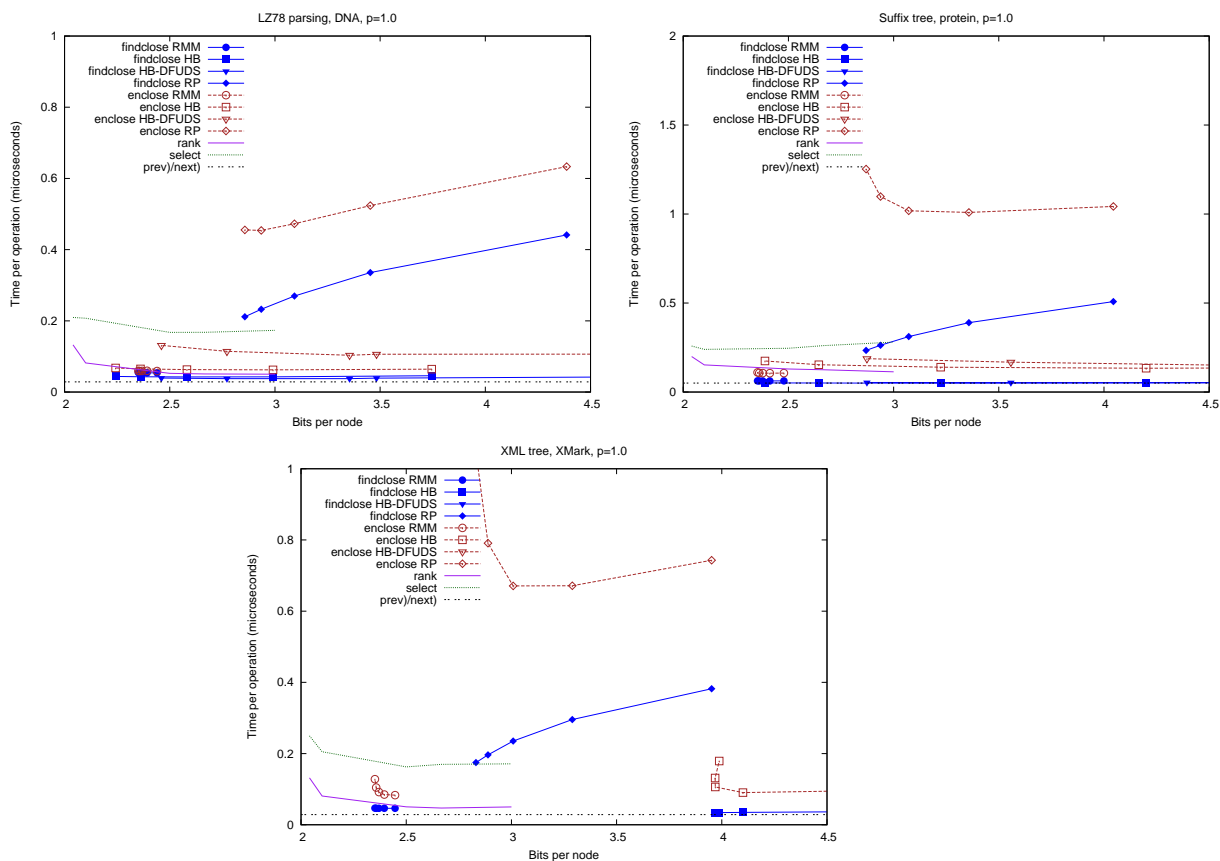 LZ78 parsing, DNA, p=1.0
1
0.8
0.6
0.4
0.2
0
Time per operation (microseconds)
findclose RMM
findclose HB
findclose HB-DFUDS
findclose RP
enclose RMM
enclose HB
enclose HB-DFUDS
enclose RP
rank
select
prev)/next)
2 2.5 3 3.5 4 4.5
Bits per node
Suffix tree, protein, p=1.0
2
1.5
1
0.5
0
Time per operation (microseconds)
findclose RMM
findclose HB
findclose HB-DFUDS
findclose RP
enclose RMM
enclose HB
enclose HB-DFUDS
enclose RP
rank
select
prev)/next)
2 2.5 3 3.5 4 4.5
Bits per node
XML tree, XMark, p=1.0
1
0.8
0.6
0.4
0.2
0
Time per operation (microseconds)
findclose RMM
findclose HB
findclose HB-DFUDS
findclose RP
enclose RMM
enclose HB
enclose HB-DFUDS
enclose RP
rank
select
prev)/next)
2 2.5 3 3.5 4 4.5
Bits per node